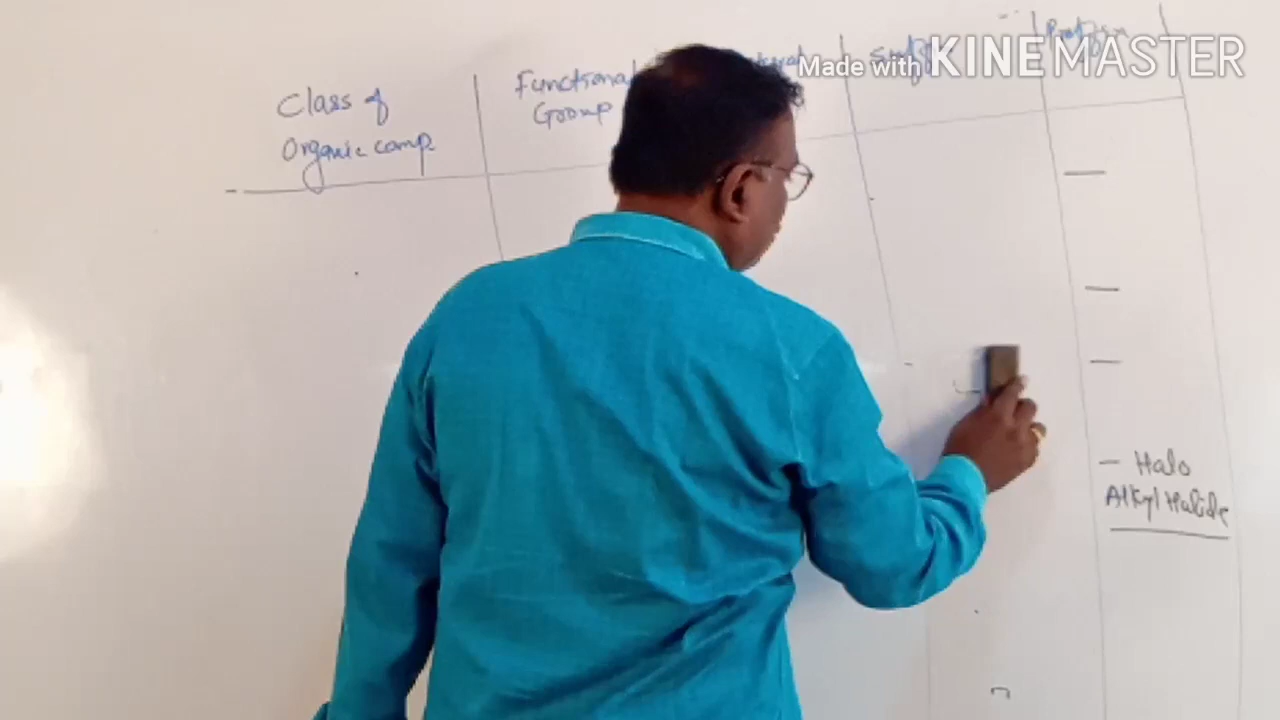 Class of
Organic comp
Functional
Group
Made with KINEMASTER
— Halo
Alkyl Halide